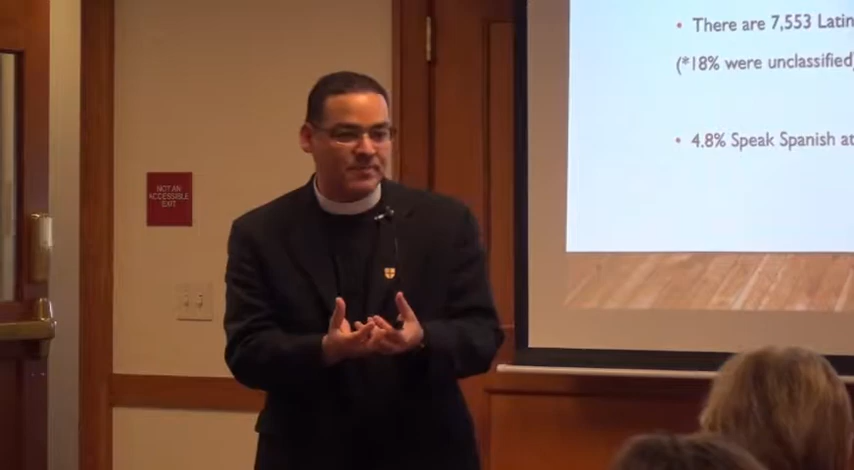 NOT AN
ACCESSIBLE
EXIT
• There are 7,553 Latin
(*18% were unclassified
• 4.8% Speak Spanish at